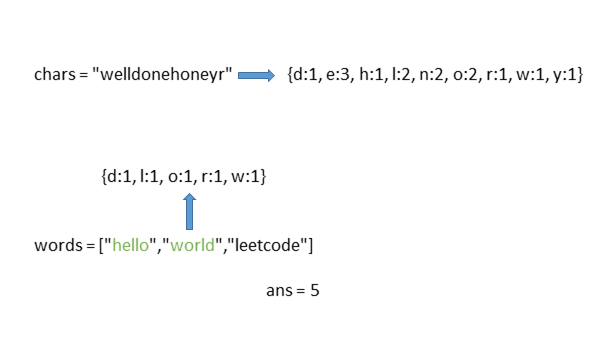 chars = "welldonehoneyr" {d:1, e:3, h:1, l:2, n:2, o:2, r:1, w:1, y:1}
{d:1, l:1, o:1, r:1, w:1}
words = ["hello","world","leetcode"]
ans = 5